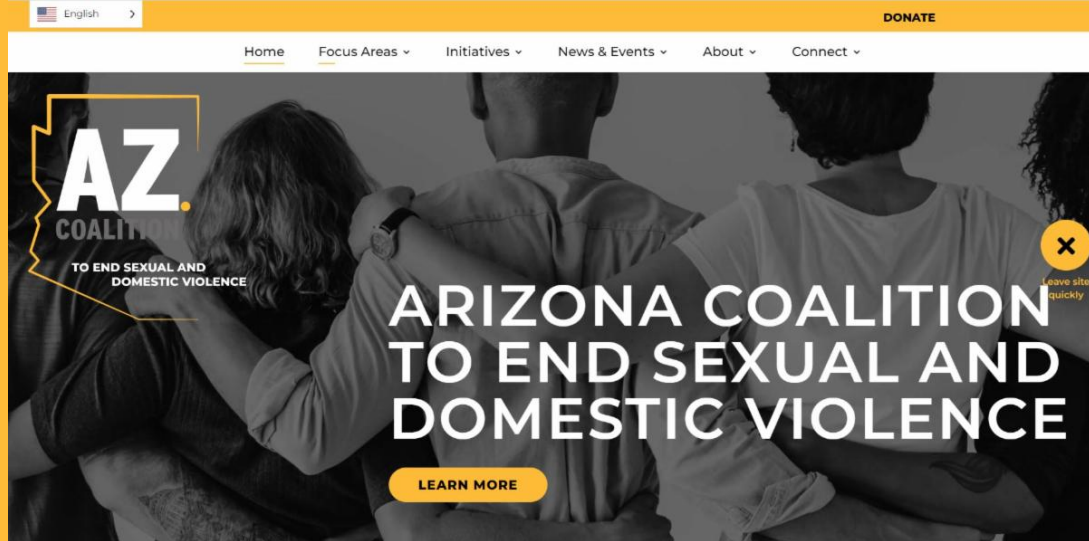 English
DONATE
Home Focus Areas Initiatives News & Events About Connect
AZ.
COALITION
TO END SEXUAL AND
DOMESTIC VIOLENCE
Leave site
quickly
ARIZONA COALITION
TO END SEXUAL AND
DOMESTIC VIOLENCE
LEARN MORE